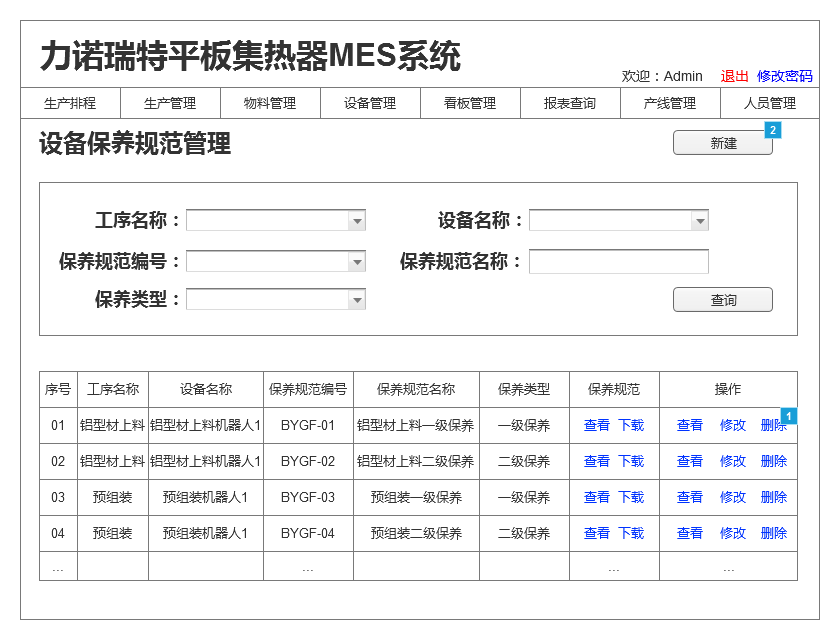 力诺瑞特平板集热器MES系统
欢迎：Admin 退出 修改密码
生产排程 生产管理 物料管理 设备管理 看板管理 报表查询 产线管理 人员管理
设备保养规范管理
新建 2
工序名称： 设备名称：
保养规范编号： 保养规范名称：
保养类型： 查询
序号 工序名称 设备名称 保养规范编号 保养规范名称 保养类型 保养规范 操作
01 铝型材上料 铝型材上料机器人1 BYGF-01 铝型材上料一级保养 一级保养 查看 下载 查看 修改 删除 1
02 铝型材上料 铝型材上料机器人1 BYGF-02 铝型材上料二级保养 二级保养 查看 下载 查看 修改 删除
03 预组装 预组装机器人1 BYGF-03 预组装一级保养 一级保养 查看 下载 查看 修改 删除
04 预组装 预组装机器人1 BYGF-04 预组装二级保养 二级保养 查看 下载 查看 修改 删除
... ... ... ...